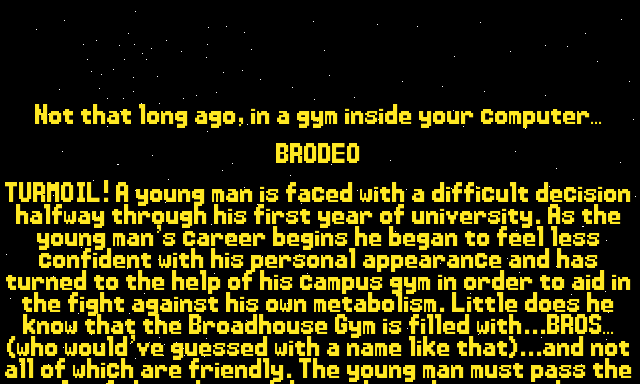 Not that long ago, in a gym inside your computer...
BRODEO
TURMOIL! A young man is faced with a difficult decision
halfway through his first year of university. As the
young man's career begins he began to feel less
confident with his personal appearance and has
turned to the help of his campus gym in order to aid in
the fight against his own metabolism. Little does he
know that the Broadhouse Gym is filled with...BROS...
(who would've guessed with a name like that)...and not
all of which are friendly. The young man must pass the